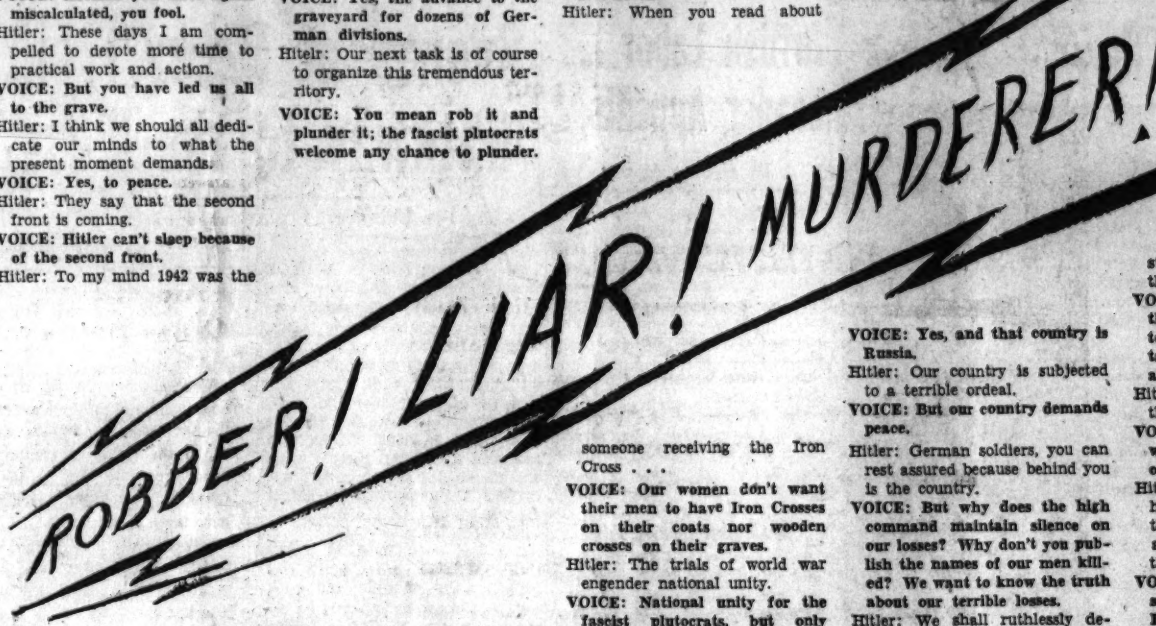 miscalculated, you fool.
Hitler: These days I am com-
pelled to devote more time to
practical work and action.
VOICE: But you have led us all
to the grave.
Hitler: I think we should all dedi-
cate our minds to what the
present moment demands.
VOICE: Yes, to peace.
Hitler: They say that the second
front is coming.
VOICE: Hitler can't sleep because
of the second front.
Hitler: To my mind 1942 was the
VOICE: Yes, the advance to the
graveyard for dozens of Ger-
man divisions.
Hitelr: Our next task is of course
to organize this tremendous ter-
ritory.
VOICE: You mean rob it and
plunder it; the fascist plutocrats
welcome any chance to plunder.
Hitler: When you read about
ROBBER! LIAR! MURDERER!
someone receiving the Iron
Cross . . .
VOICE: Our women don't want
their men to have Iron Crosses
on their coats nor wooden
crosses on their graves.
Hitler: The trials of world war
engender national unity.
VOICE: National unity for the
fascist plutocrats, but only
VOICE: Yes, and that country is
Russia.
Hitler: Our country is subjected
to a terrible ordeal.
VOICE: But our country demands
peace.
Hitler: German soldiers, you can
rest assured because behind you
is the country.
VOICE: But why does the high
command maintain silence on
our losses? Why don't you pub-
lish the names of our men kill-
ed? We want to know the truth
about our terrible losses.
Hitler: We shall ruthlessly de-